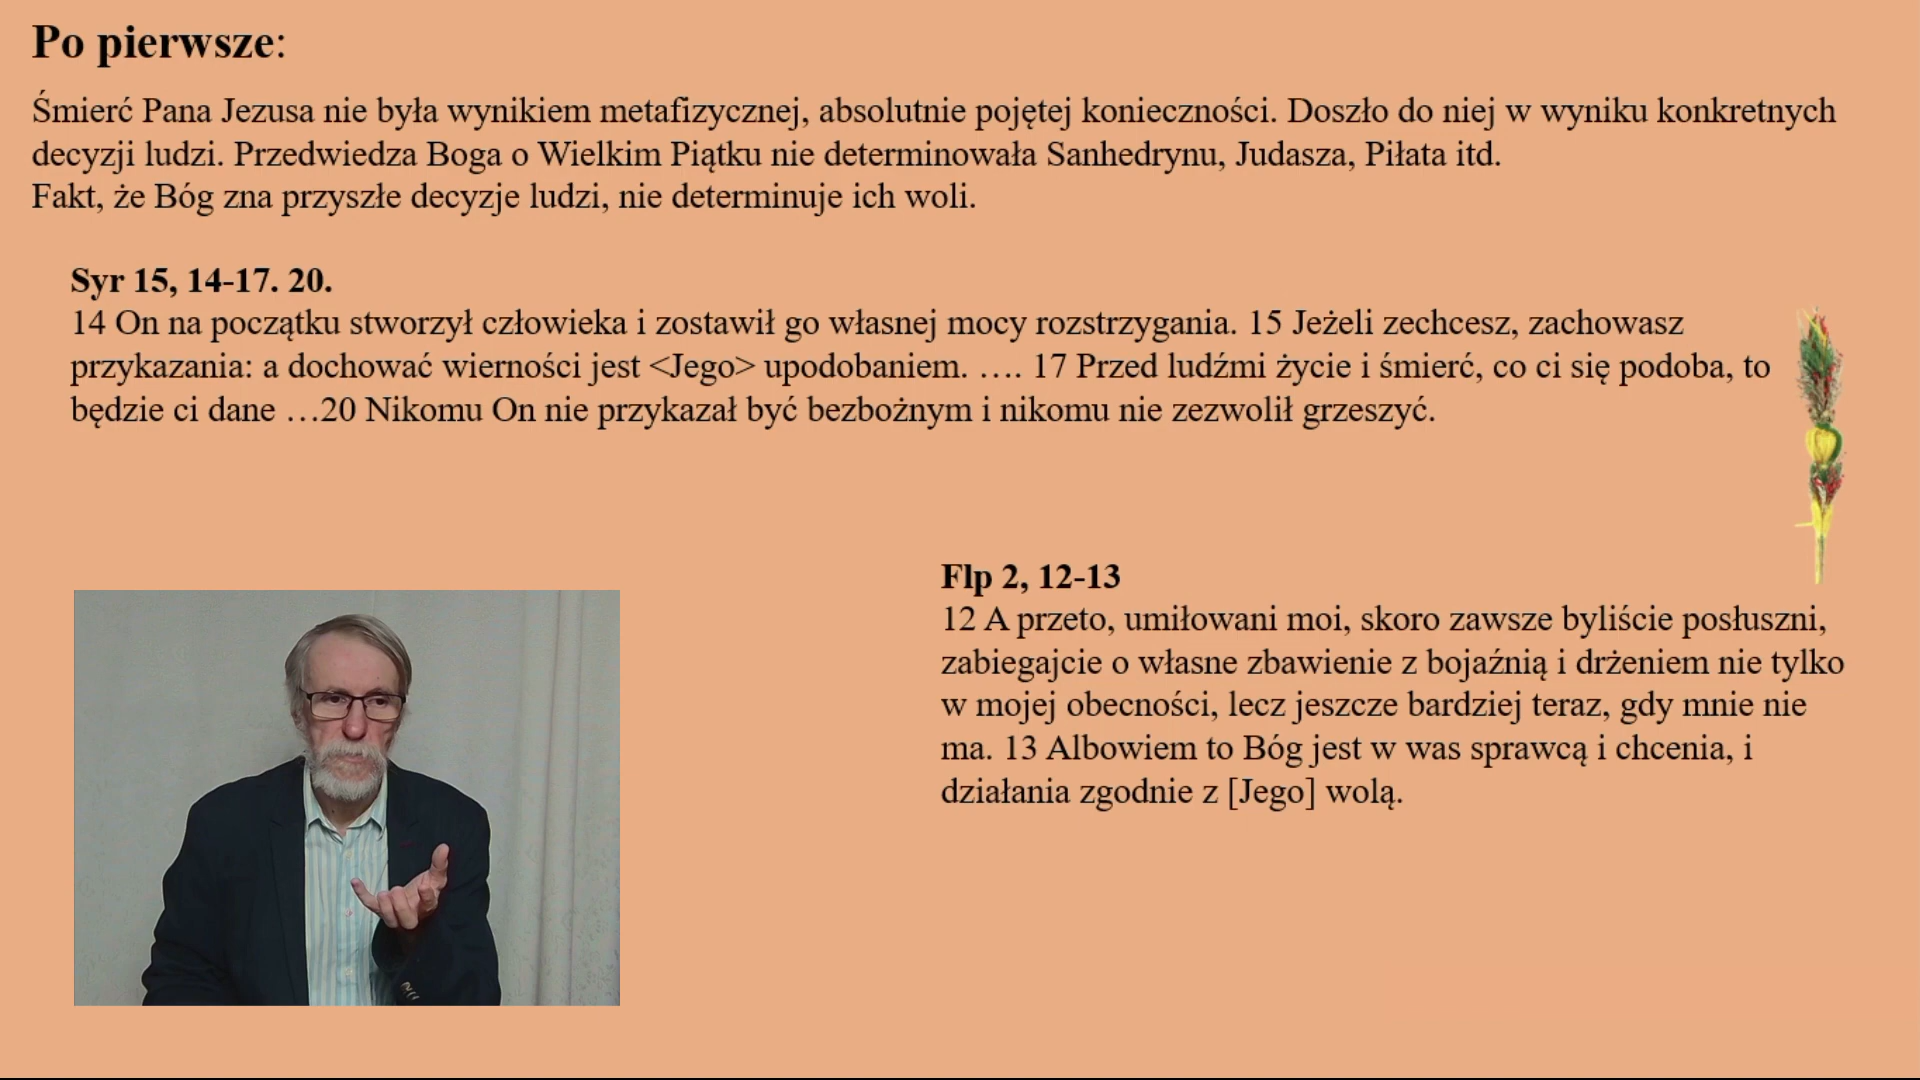 Po pierwsze:
Śmierć Pana Jezusa nie była wynikiem metafizycznej, absolutnie pojętej konieczności. Doszło do niej w wyniku konkretnych
decyzji ludzi. Przedwiedza Boga o Wielkim Piątku nie determinowała Sanhedrynu, Judasza, Piłata itd.
Fakt, że Bóg zna przyszłe decyzje ludzi, nie determinuje ich woli.
Syr 15, 14-17. 20.
14 On na początku stworzył człowieka i zostawił go własnej mocy rozstrzygania. 15 Jeżeli zechcesz, zachowasz
przykazania: a dochować wierności jest <Jego> upodobaniem. …. 17 Przed ludźmi życie i śmierć, co ci się podoba, to
będzie ci dane …20 Nikomu On nie przykazał być bezbożnym i nikomu nie zezwolił grzeszyć.
Flp 2, 12-13
12 A przeto, umiłowani moi, skoro zawsze byliście posłuszni,
zabiegajcie o własne zbawienie z bojaźnią i drżeniem nie tylko
w mojej obecności, lecz jeszcze bardziej teraz, gdy mnie nie
ma. 13 Albowiem to Bóg jest w was sprawcą i chcenia, i
działania zgodnie z [Jego] wolą.